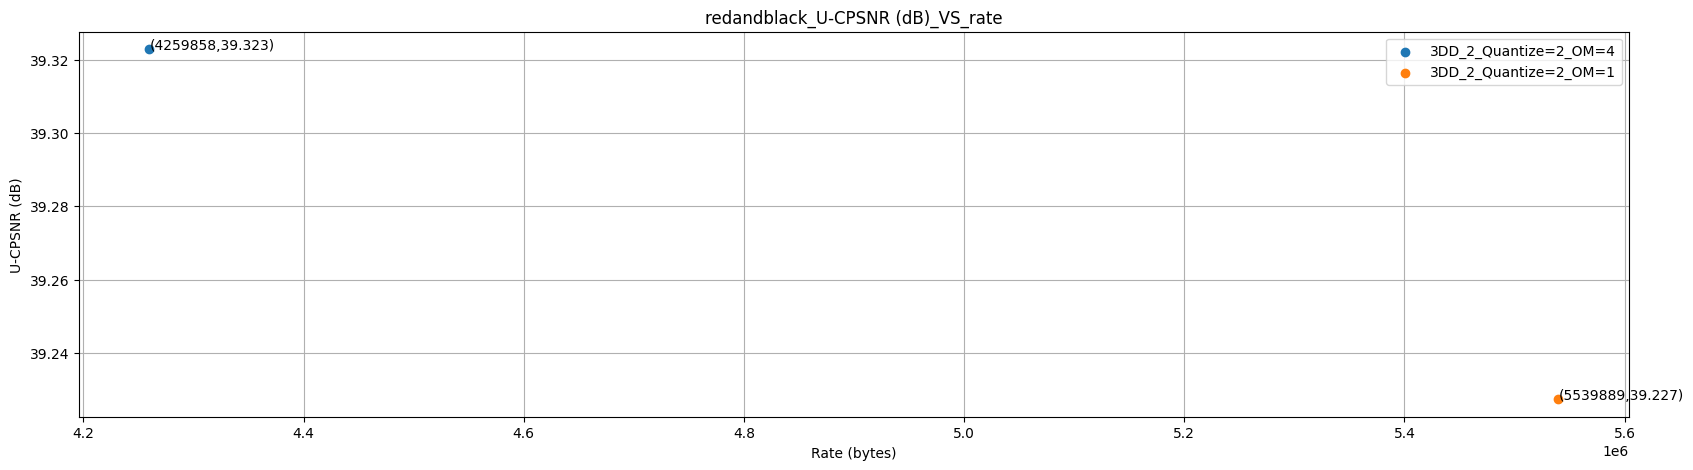 redandblack_U-CPSNR (dB)_VS_rate
(4259858,39.323)
3DD_2_Quantize=2_OM=4
3DD_2_Quantize=2_OM=1
39.32
39.30
39.28
39.26
39.24
U-CPSNR (dB)
(5539889,39.227)
4.2 4.4 4.6 4.8 5.0 5.2 5.4 5.6
1e6
Rate (bytes)